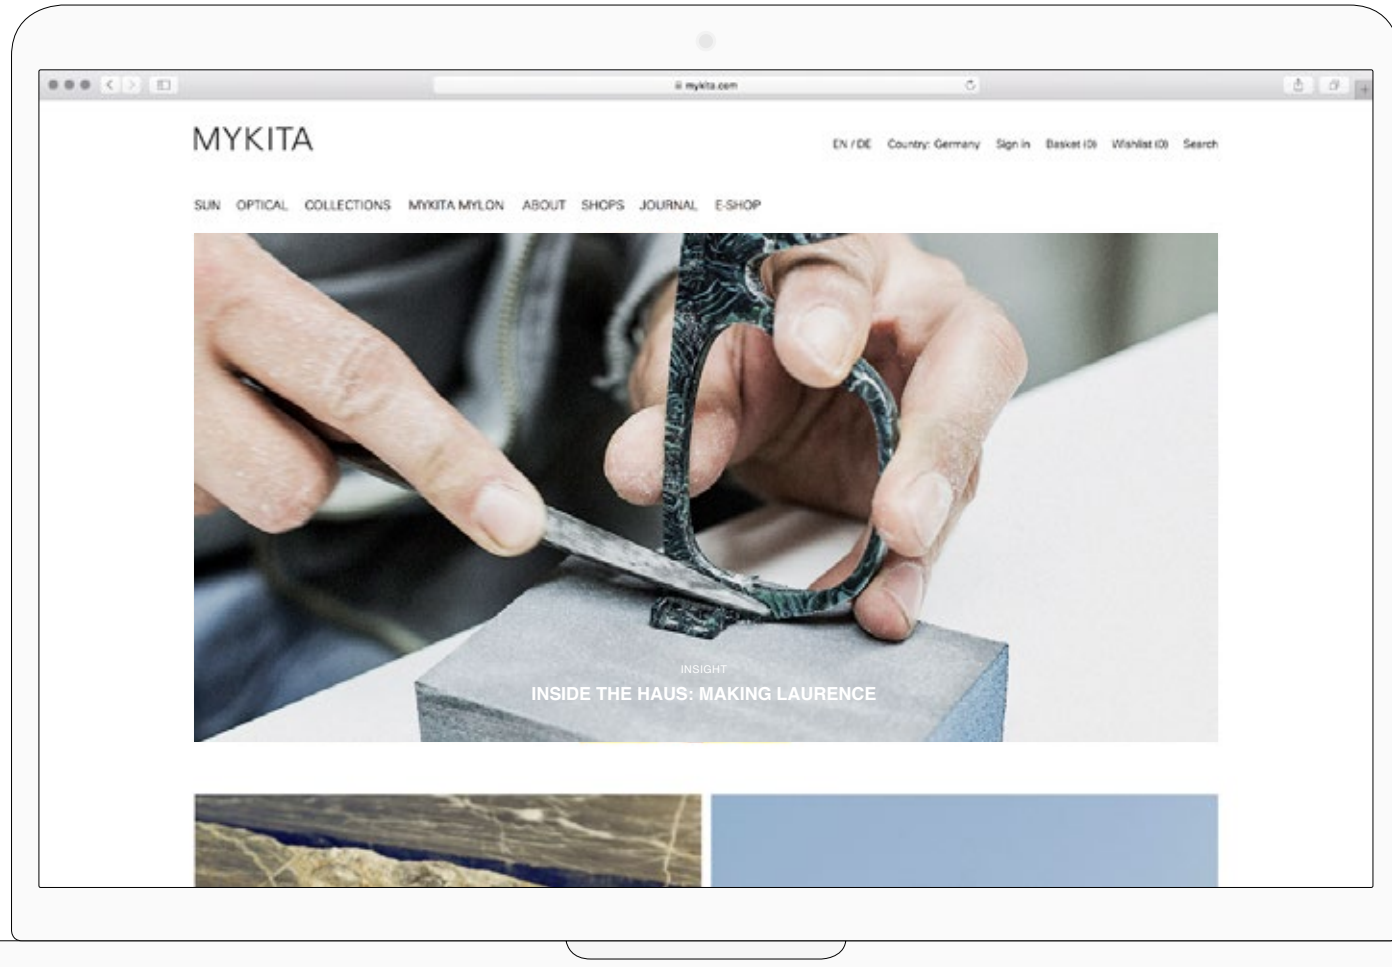 mykita.com
MYKITA
EN / DE Country: Germany Sign in Basket (0) Wishlist (0) Search
SUN OPTICAL COLLECTIONS MYKITA MYLON ABOUT SHOPS JOURNAL E-SHOP
INSIGHT
INSIDE THE HAUS: MAKING LAURENCE